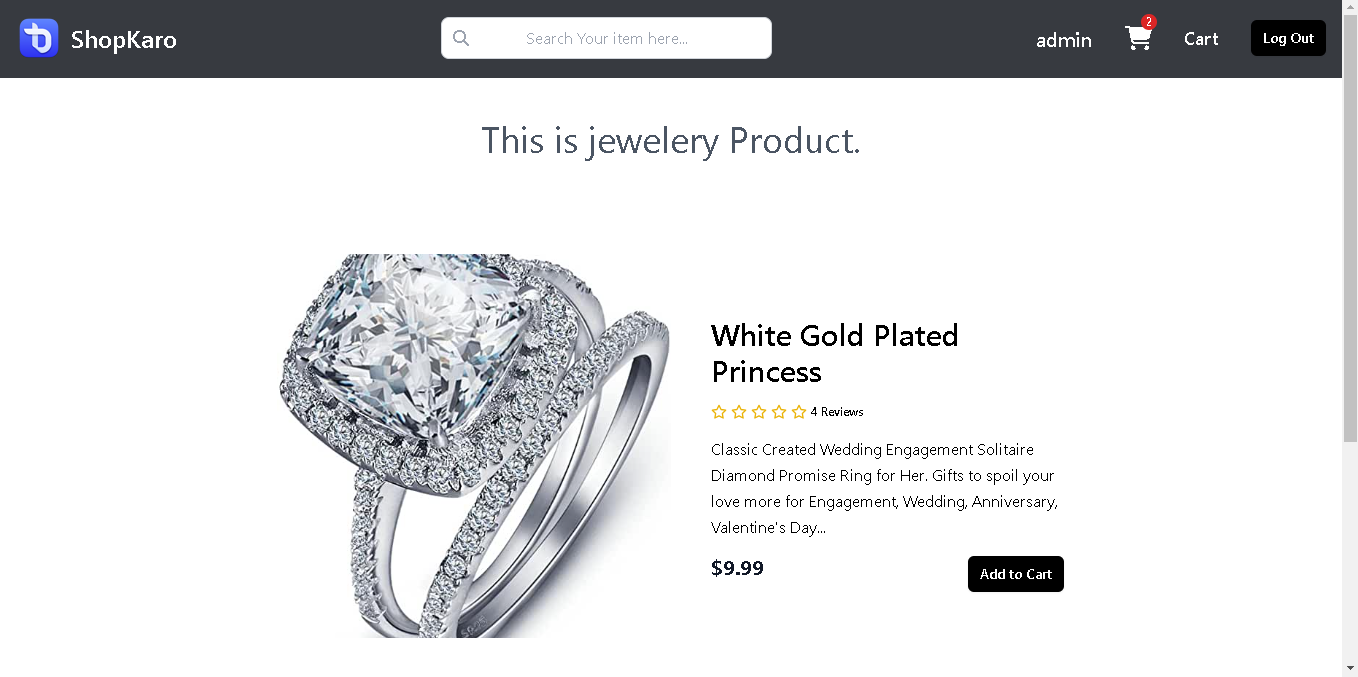 ShopKaro
Search Your item here...
admin
2
Cart
Log Out
This is jewelery Product.
White Gold Plated
Princess
4 Reviews
Classic Created Wedding Engagement Solitaire
Diamond Promise Ring for Her. Gifts to spoil your
love more for Engagement, Wedding, Anniversary,
Valentine's Day...
$9.99
Add to Cart